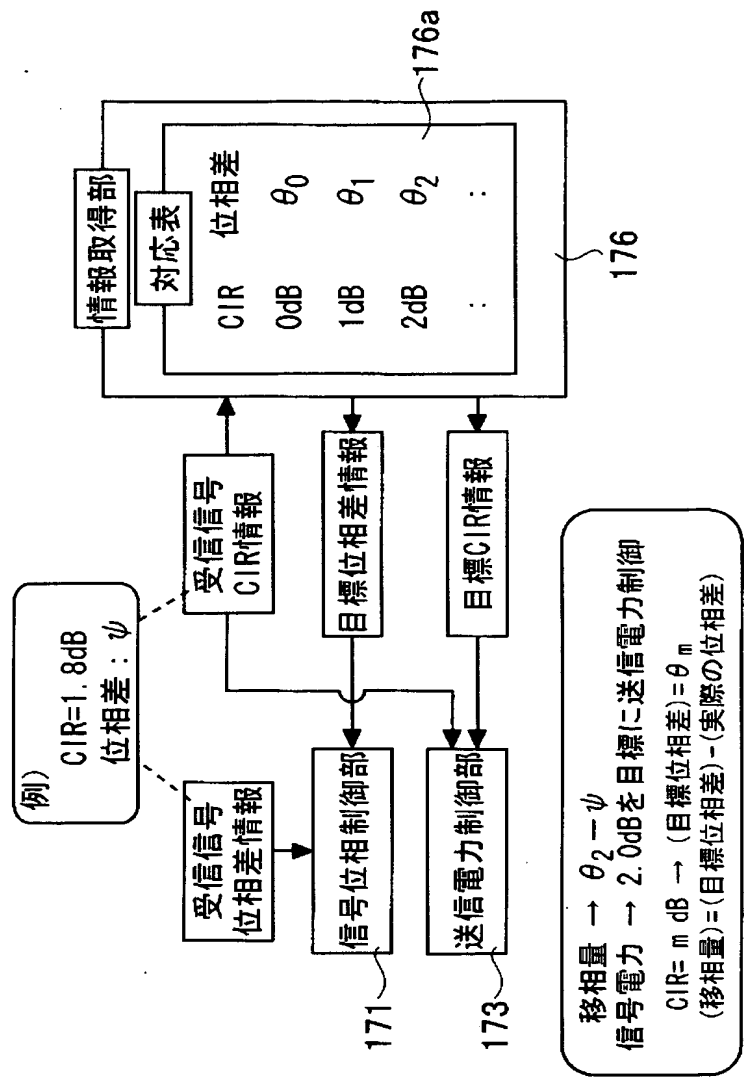 例)
CIR=1.8dB
位相差:ψ
受信信号
位相差情報
受信信号
CIR情報
信号位相制御部
171
目標位相差情報
送信電力制御部
173
目標CIR情報
情報取得部
対応表
CIR 位相差
0dB θ0
1dB θ1
2dB θ2
: :
176a
176
移相量 → θ2－ψ
信号電力 → 2.0dBを目標に送信電力制御
CIR= m dB → (目標位相差)=θm
(移相量)=(目標位相差)-(実際の位相差)